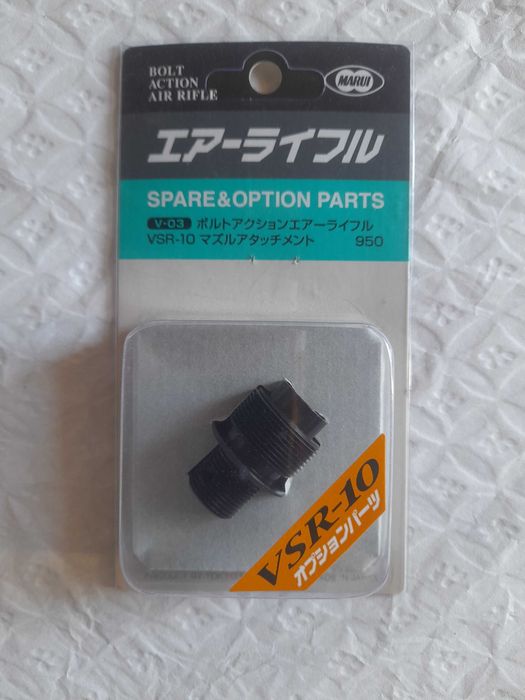 BOLT
ACTION
AIR RIFLE
MARUI
エアーライフル
SPARE&OPTION PARTS
V-03 ボルトアクションエアーライフル
VSR-10 マズルアタッチメント 950
VSR-10
オプションパーツ